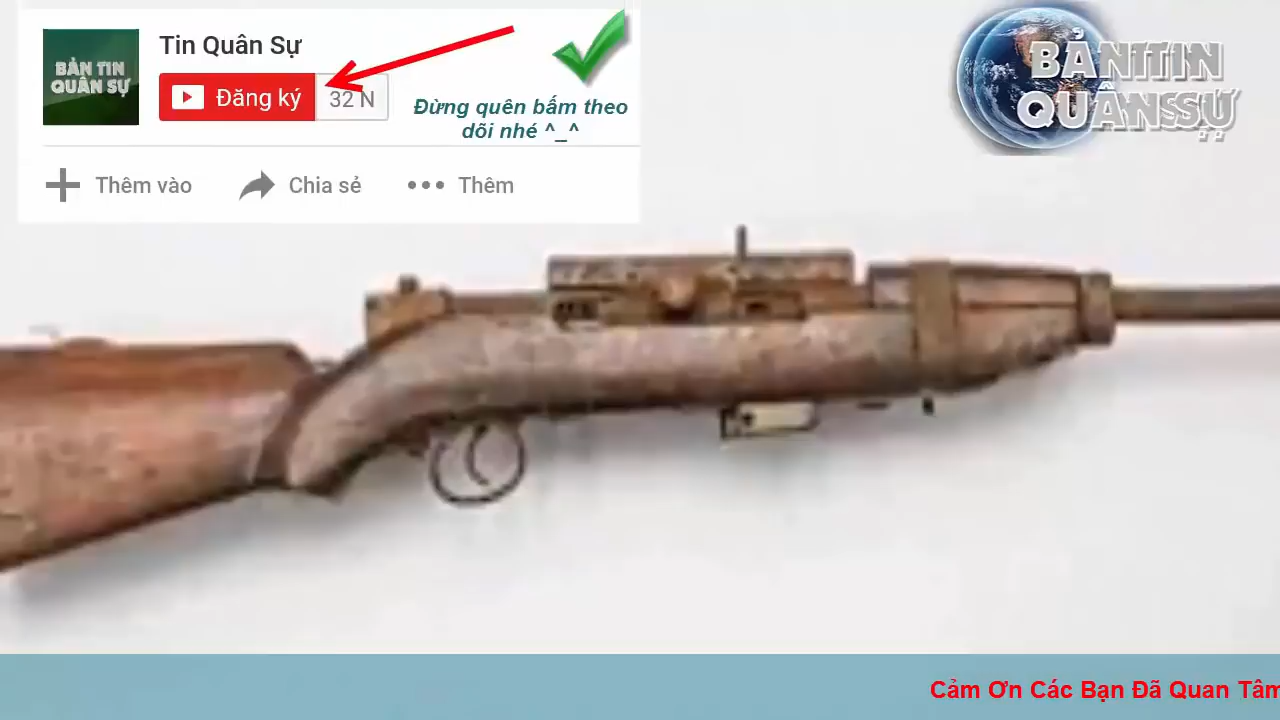 Tin Quân Sự
BẢN TIN
QUÂN SỰ
Đăng ký
32 N
Đừng quên bấm theo
dõi nhé ^_^
Thêm vào
Chia sẻ
Thêm
BẢN TIN
QUÂN SỰ
Cảm Ơn Các Bạn Đã Quan Tâm